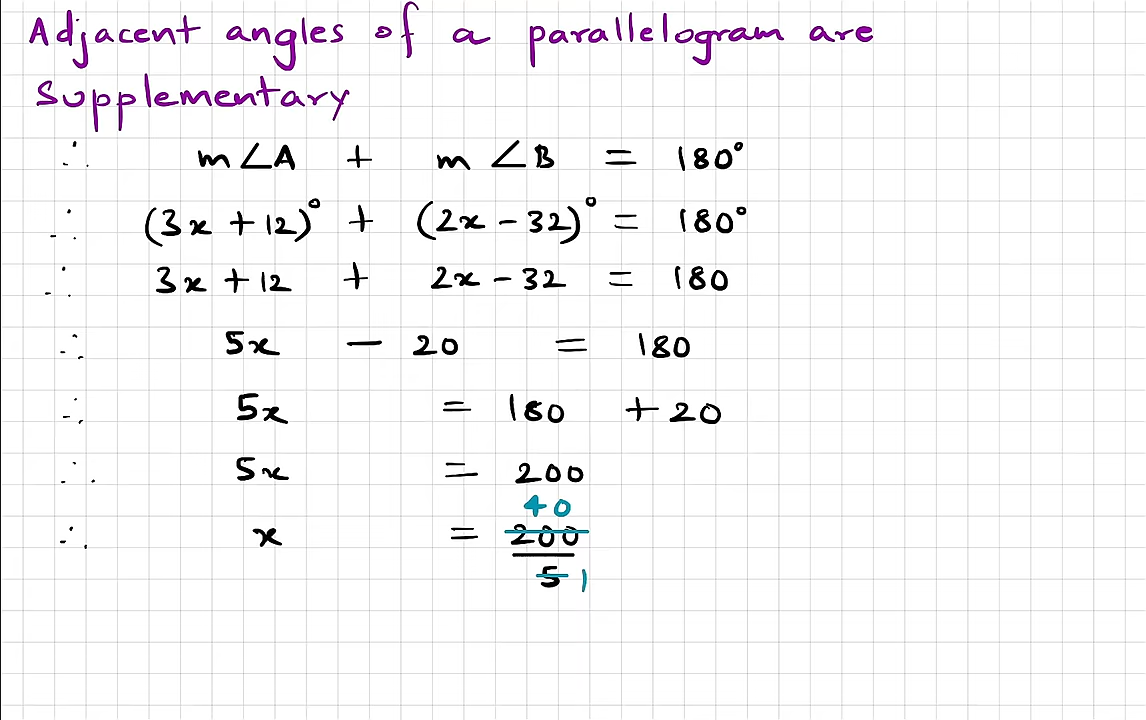 Adjacent angles of a parallelogram are
supplementary
∴ m∠A + m∠B = 180°
∴ (3x + 12)° + (2x - 32)° = 180°
∴ 3x + 12 + 2x - 32 = 180
∴ 5x - 20 = 180
∴ 5x = 180 + 20
∴ 5x = 200
40
∴ x = 200
5 1